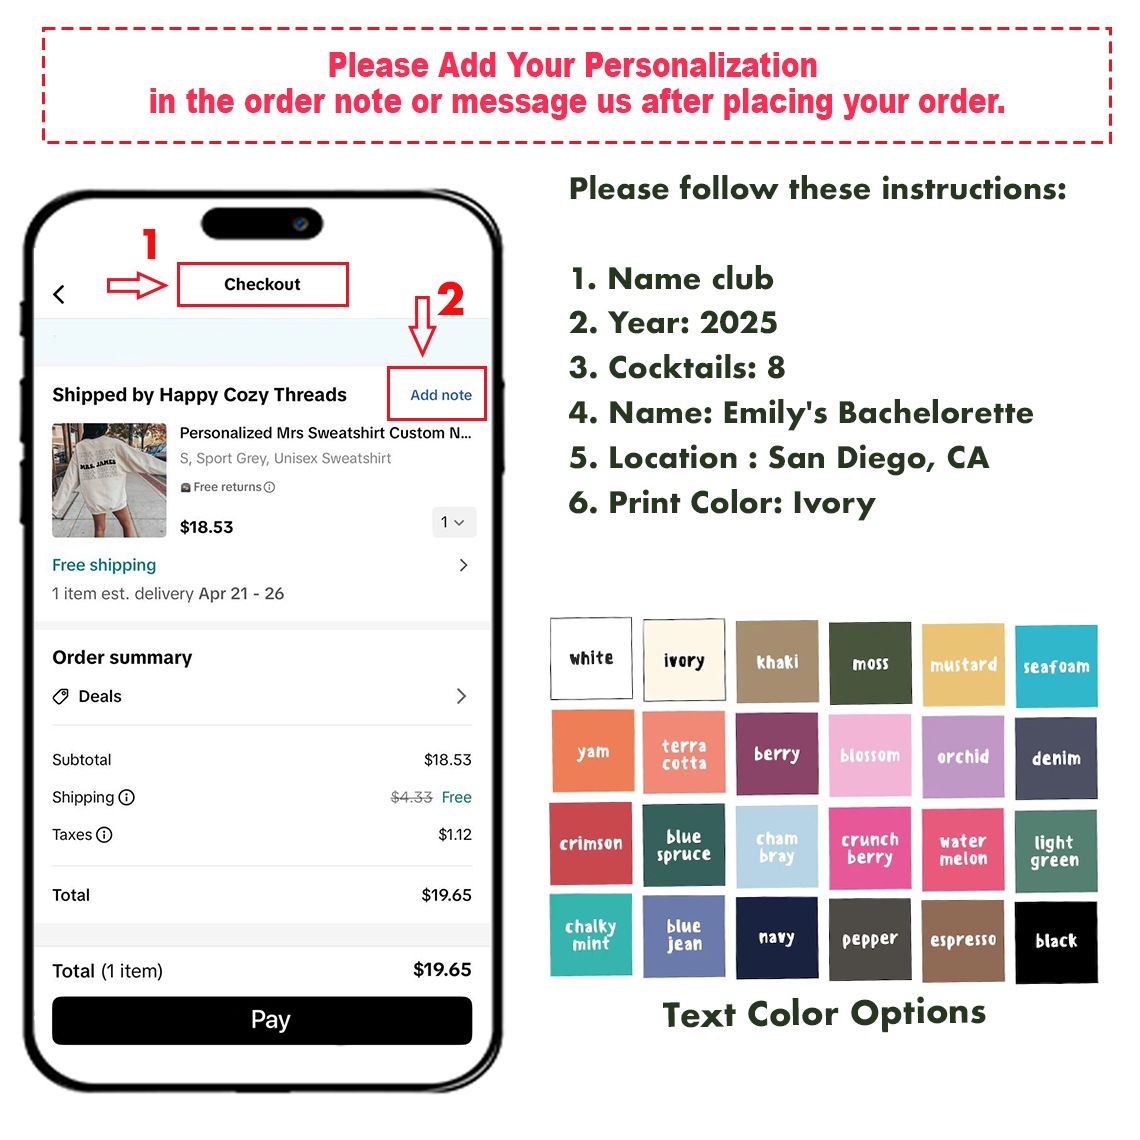 Please Add Your Personalization
in the order note or message us after placing your order.
1
Checkout
2
Shipped by Happy Cozy Threads
Add note
MRS. JAMES
Personalized Mrs Sweatshirt Custom N...
S, Sport Grey, Unisex Sweatshirt
Free returns
$18.53
1
Free shipping
1 item est. delivery Apr 21 - 26
Order summary
Deals
Subtotal $18.53
Shipping $4.33 Free
Taxes $1.12
Total $19.65
Total (1 item) $19.65
Pay
Please follow these instructions:
1. Name club
2. Year: 2025
3. Cocktails: 8
4. Name: Emily's Bachelorette
5. Location : San Diego, CA
6. Print Color: Ivory
white
ivory
khaki
moss
mustard
seafoam
yam
terra
cotta
berry
blossom
orchid
denim
crimson
blue
spruce
cham
bray
crunch
berry
water
melon
light
green
chalky
mint
blue
jean
navy
pepper
espresso
black
Text Color Options